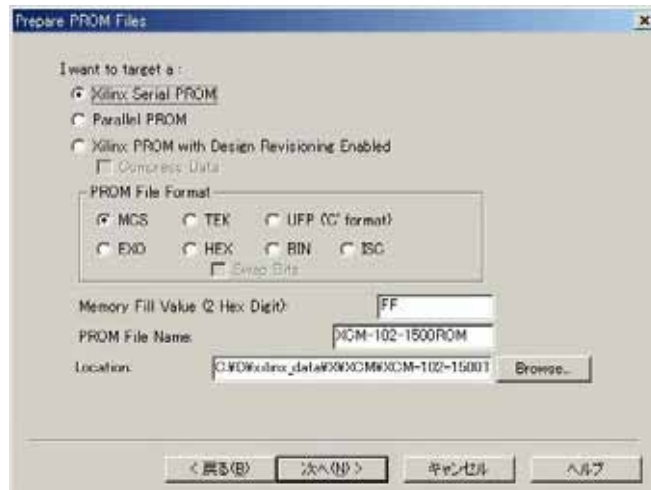 Prepare PROM Files
I want to target a :
Xilinx Serial PROM
Parallel PROM
Xilinx PROM with Design Revisioning Enabled
Compress Data
PROM File Format
MCS TEK UFP ("C" format)
EXO HEX BIN ISC
Swap Bits
Memory Fill Value (2 Hex Digit): FF
PROM File Name: XCM-102-1500ROM
Location: Browse...
< 戻る(B) 次へ(N) > キャンセル ヘルプ